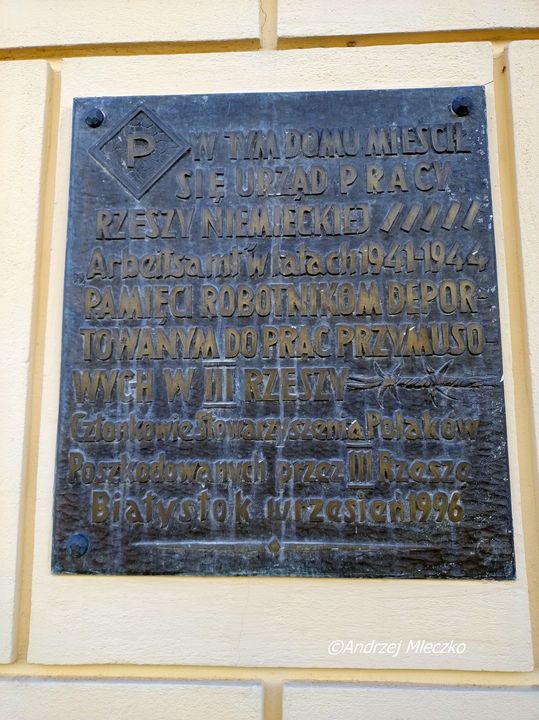 P
W TYM DOMU MIEŚCIŁ
SIĘ URZĄD PRACY
RZESZY NIEMIECKIEJ /////
„Arbeitsamt" w latach 1941-1944
PAMIĘCI ROBOTNIKOM DEPOR-
TOWANYM DO PRAC PRZYMUSO-
WYCH W III RZESZY
Członkowie Stowarzyszenia Polaków
Poszkodowanych przez III Rzeszę
Białystok wrzesień 1996
©Andrzej Mleczko